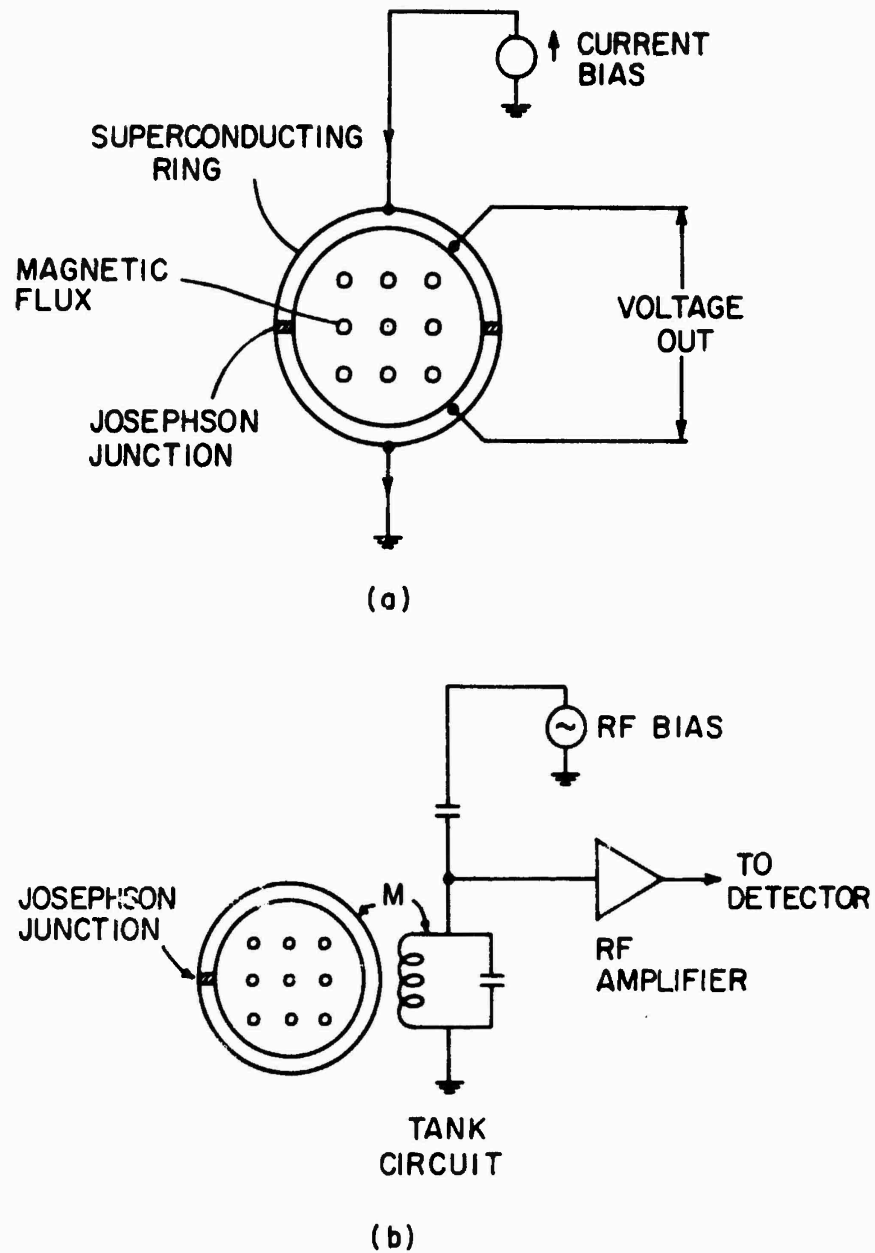 CURRENT
BIAS
SUPERCONDUCTING
RING
MAGNETIC
FLUX
VOLTAGE
OUT
JOSEPHSON
JUNCTION
(a)
~ RF BIAS
JOSEPHSON
JUNCTION
M
TO
DETECTOR
RF
AMPLIFIER
TANK
CIRCUIT
(b)